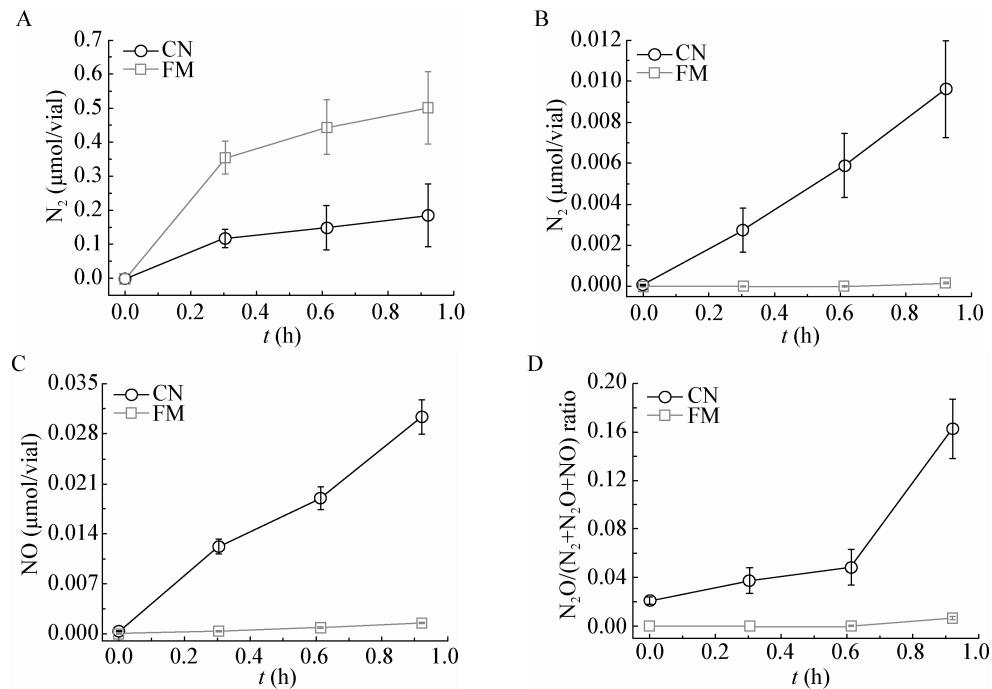 A
N2 (μmol/vial)
0.7
0.6
0.5
0.4
0.3
0.2
0.1
0.0
CN
FM
0.0 0.2 0.4 0.6 0.8 1.0
t (h)
B
N2 (μmol/vial)
0.012
0.010
0.008
0.006
0.004
0.002
0.000
CN
FM
0.0 0.2 0.4 0.6 0.8 1.0
t (h)
C
NO (μmol/vial)
0.035
0.028
0.021
0.014
0.007
0.000
CN
FM
0.0 0.2 0.4 0.6 0.8 1.0
t (h)
D
N2O/(N2+N2O+NO) ratio
0.20
0.16
0.12
0.08
0.04
0.00
CN
FM
0.0 0.2 0.4 0.6 0.8 1.0
t (h)